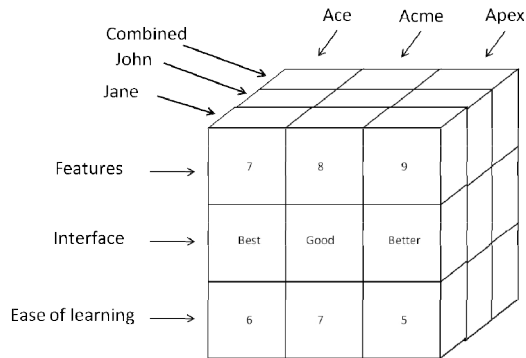 Ace Acme Apex
Combined
John
Jane
Features 7 8 9
Interface Best Good Better
Ease of learning 6 7 5